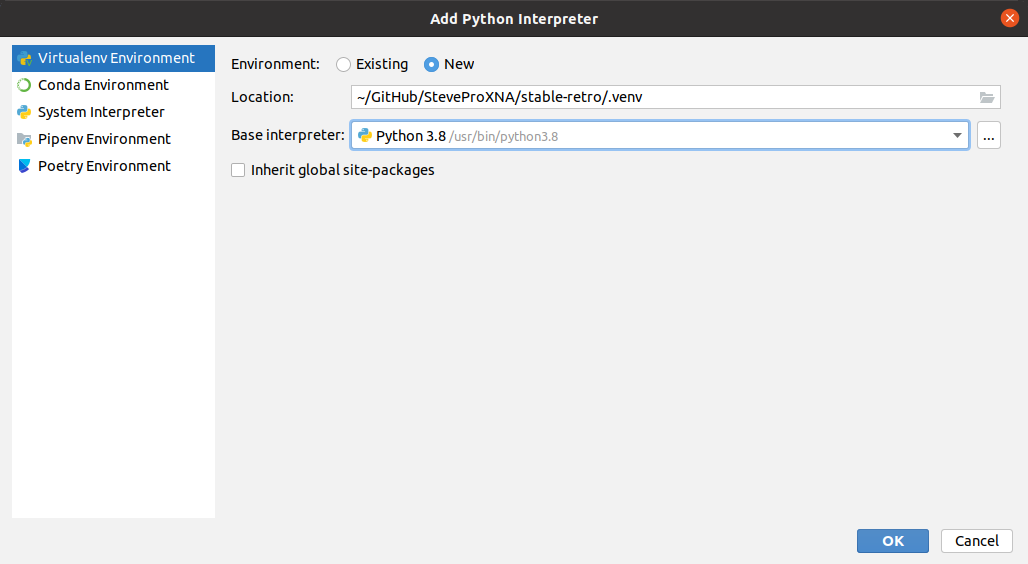 Add Python Interpreter
Virtualenv Environment
Conda Environment
System Interpreter
Pipenv Environment
Poetry Environment
Environment: Existing New
Location: ~/GitHub/SteveProXNA/stable-retro/.venv
Base interpreter: Python 3.8 /usr/bin/python3.8 ...
Inherit global site-packages
OK Cancel